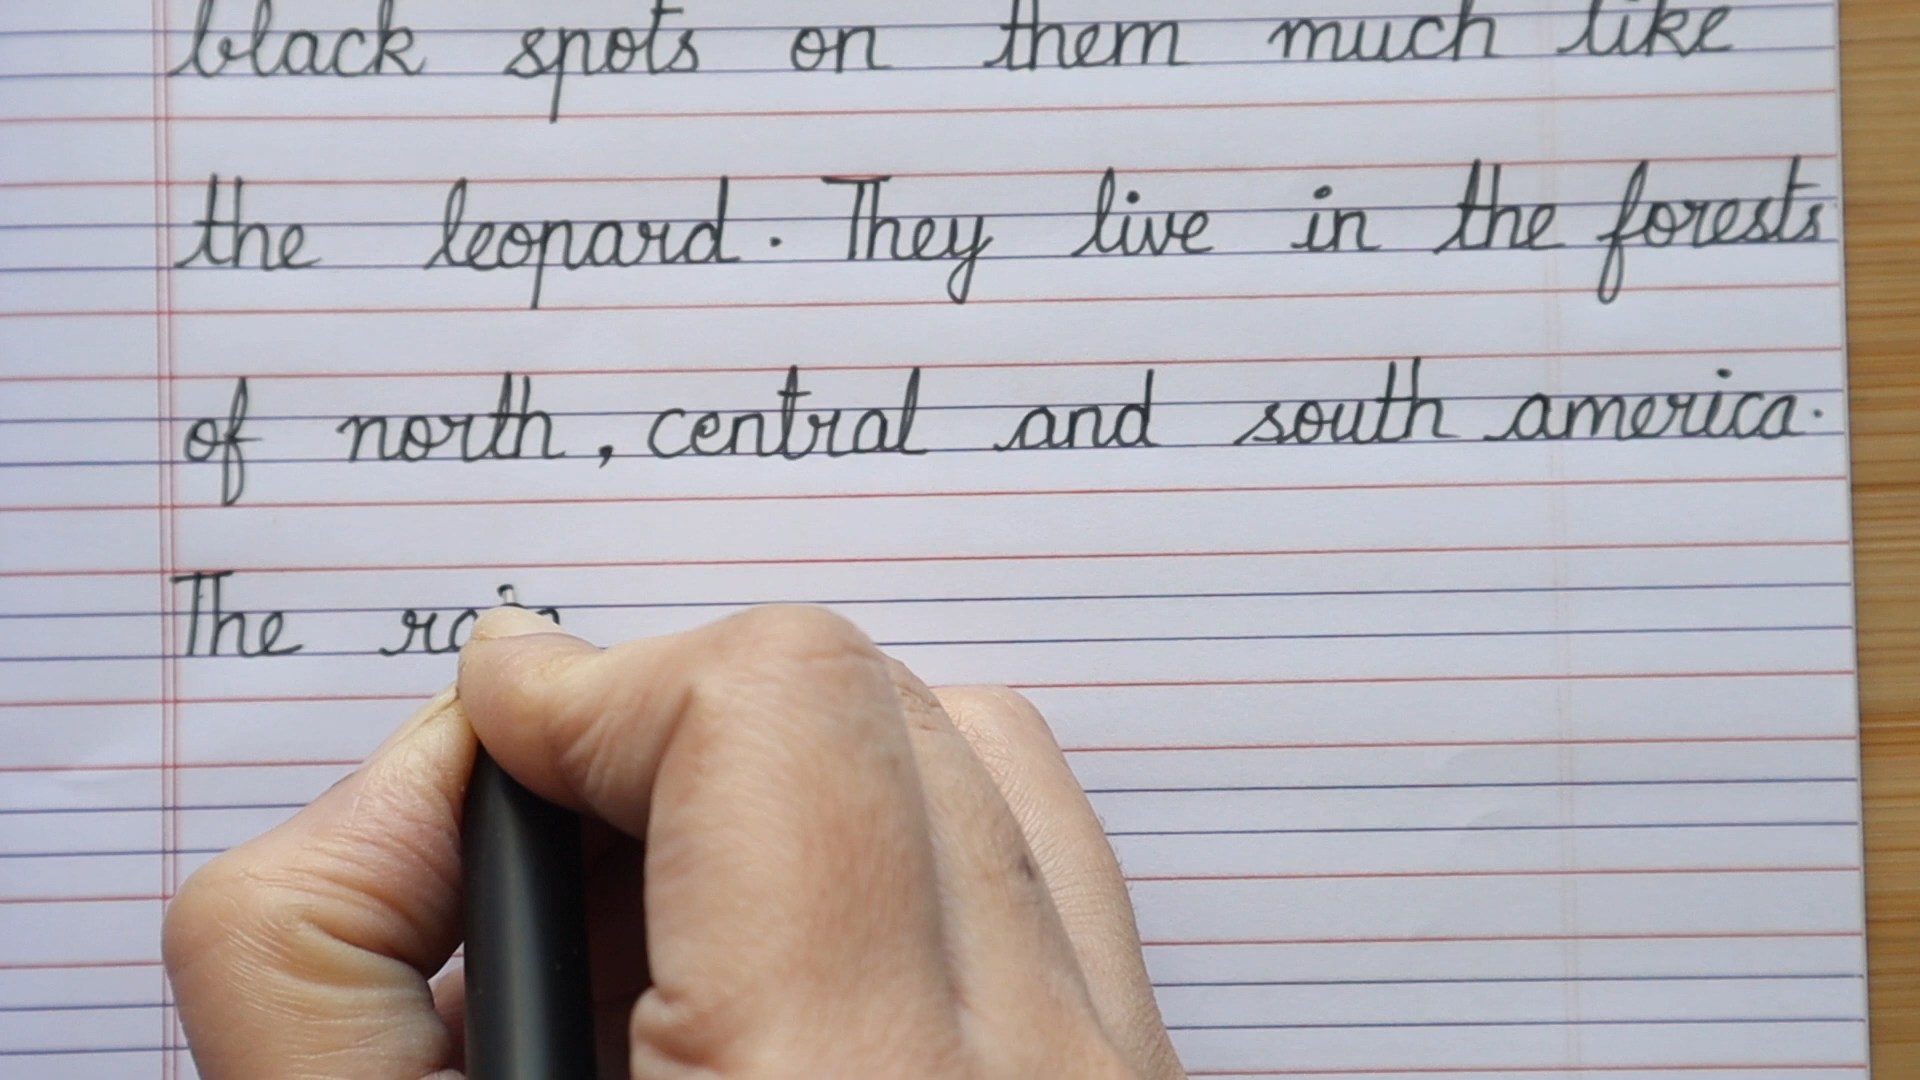 black spots on them much like
the leopard. They live in the forests
of north, central and south america.
The